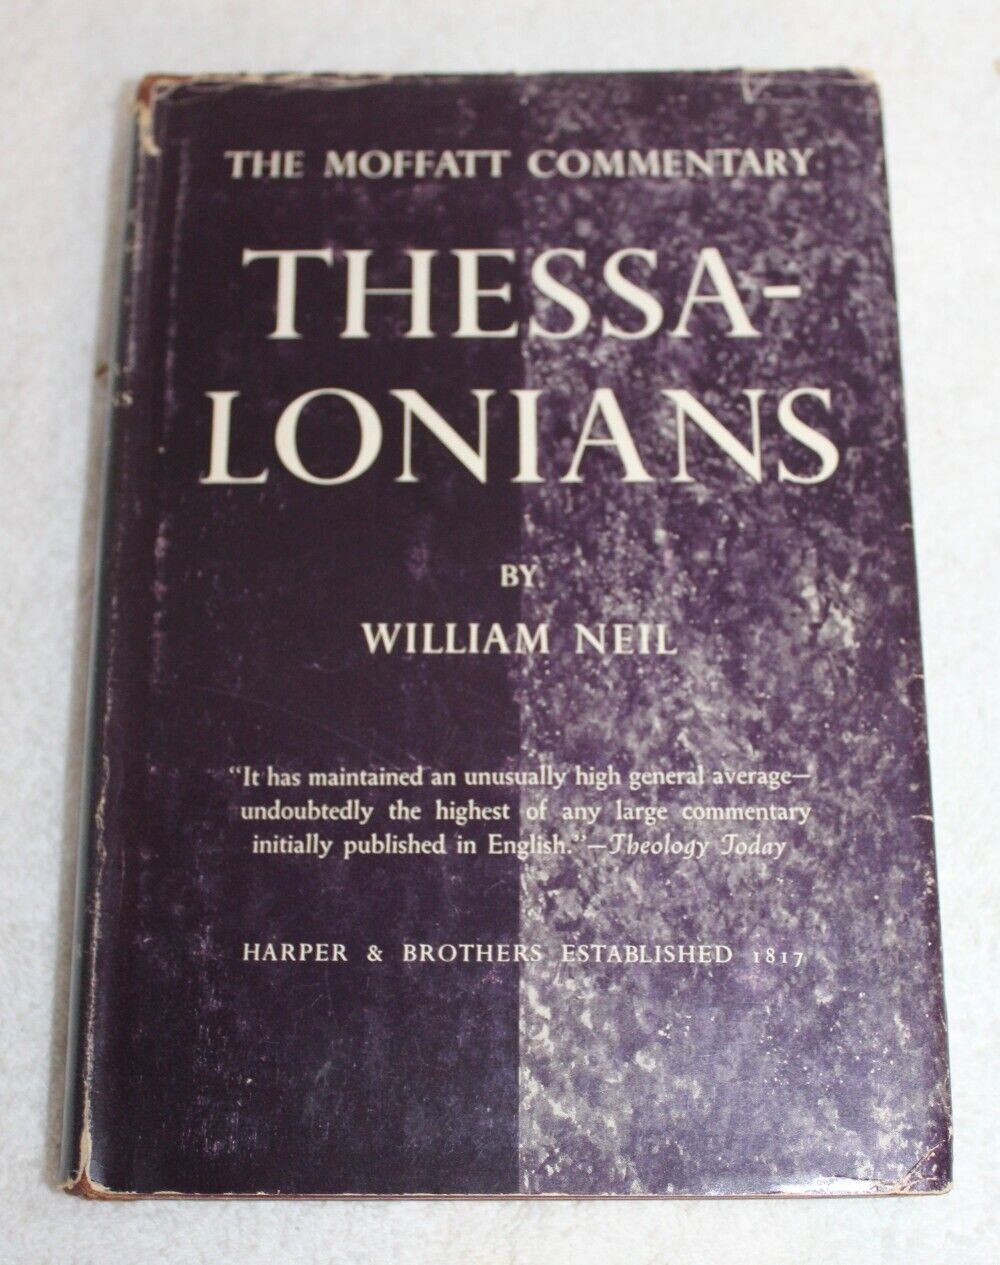 THE MOFFATT COMMENTARY
THESSA-
LONIANS
BY
WILLIAM NEIL
"It has maintained an unusually high general average—
undoubtedly the highest of any large commentary
initially published in English."—Theology Today
HARPER & BROTHERS ESTABLISHED 1817